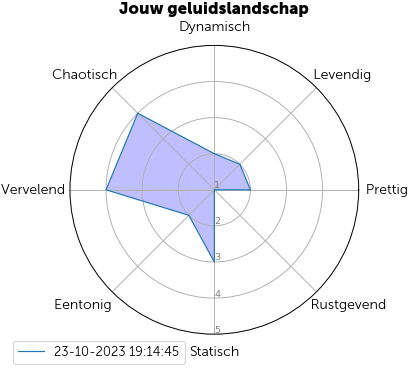 Jouw geluidslandschap
Dynamisch
Chaotisch
Levendig
Vervelend
Prettig
1
2
3
4
5
Eentonig
Rustgevend
Statisch
23-10-2023 19:14:45